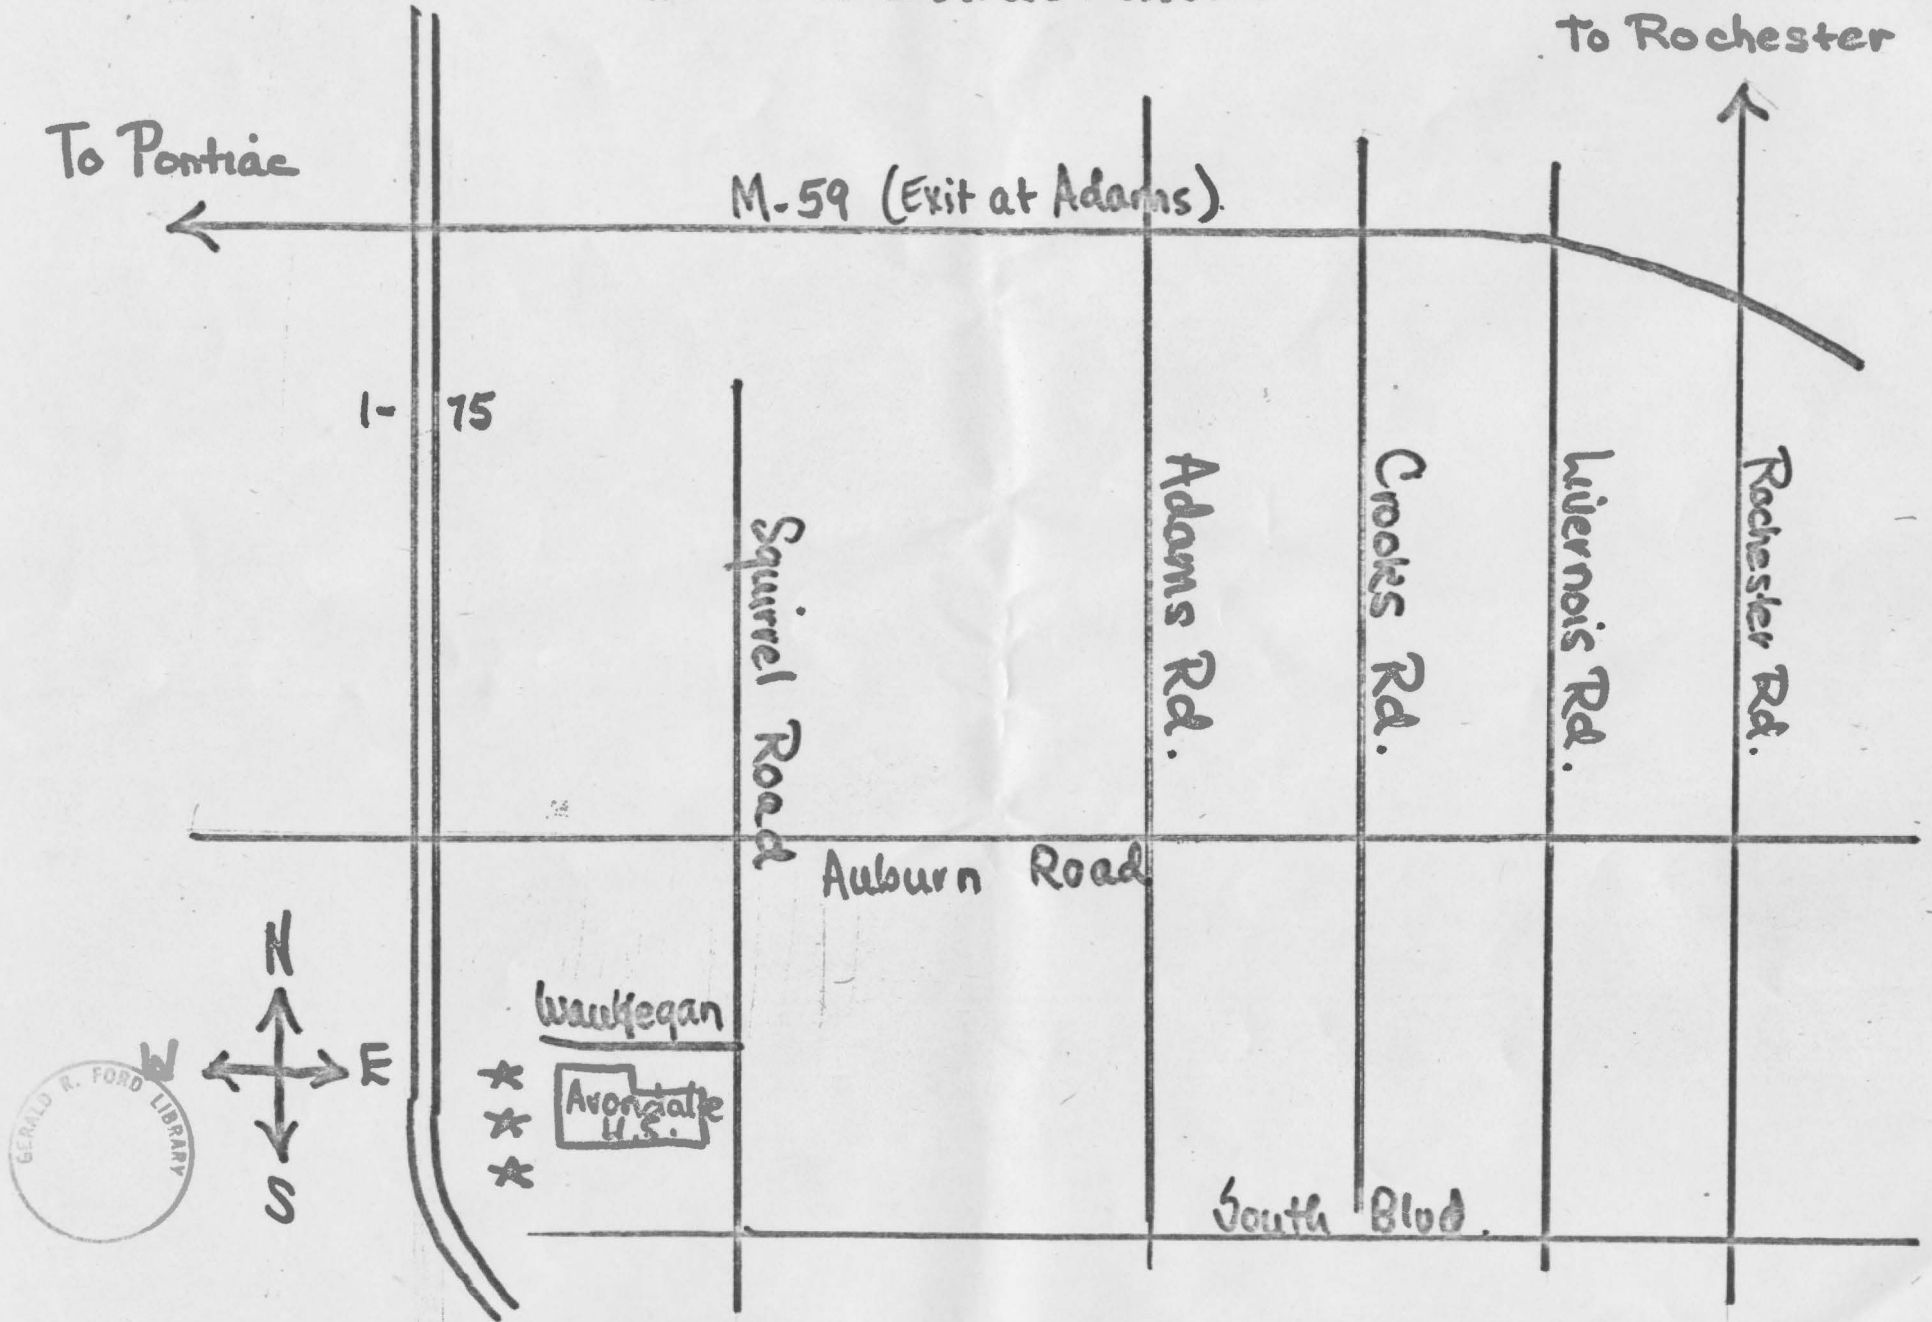 To Rochester
To Pontiac
M-59 (Exit at Adams).
I-75
Squirrel Road
Adams Rd.
Crooks Rd.
Livernois Rd.
Rochester Rd.
Auburn Road
N
W E
S
Waukegan
Avondale
H.S.
South Blvd.
GERALD R. FORD LIBRARY